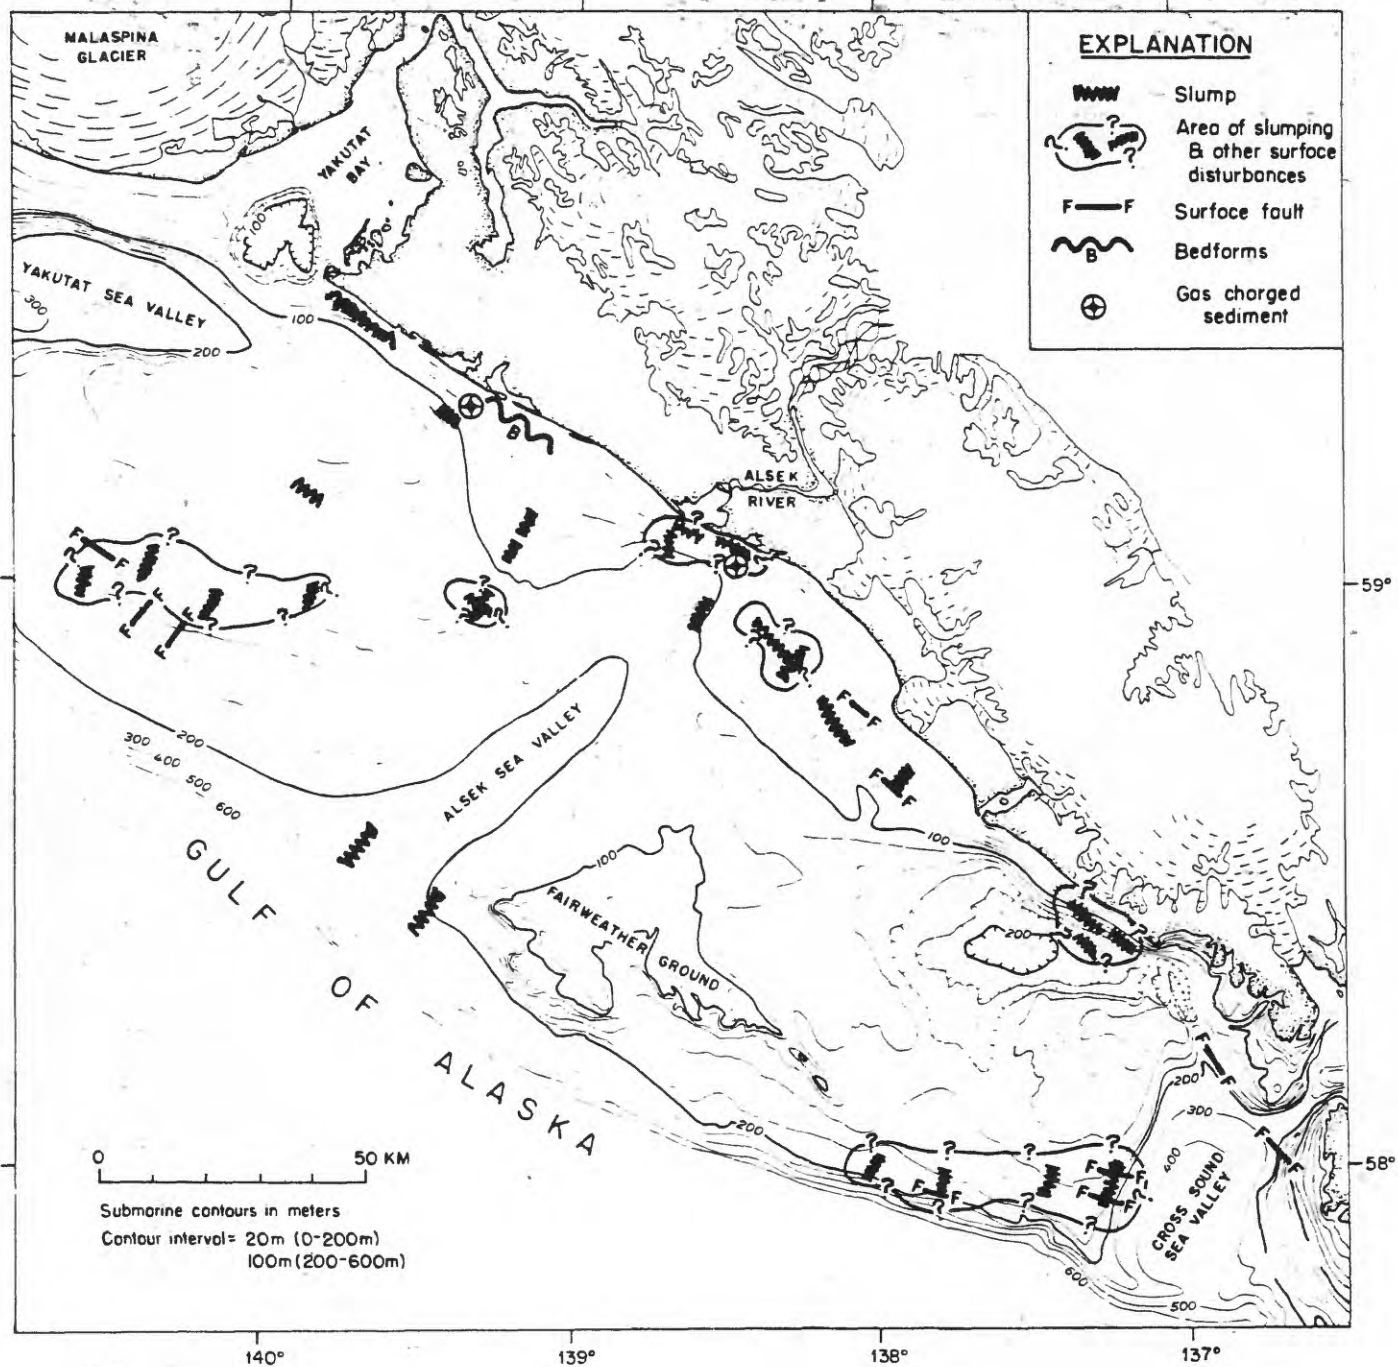 MALASPINA
GLACIER
YAKUTAT
BAY
100
YAKUTAT SEA VALLEY
300
200
100
EXPLANATION
Slump
?
?
?
?
Area of slumping
& other surface
disturbances
F F
Surface fault
B
Bedforms
Gas charged
sediment
B
ALSEK
RIVER
59°
200
300 400 500 600
ALSEK SEA VALLEY
100
100
FAIRWEATHER
GROUND
200
GULF OF ALASKA
200
200
300
400
CROSS SOUND
SEA VALLEY
58°
600
500
0 50 KM
Submarine contours in meters
Contour interval= 20m (0-200m)
100m (200-600m)
140° 139° 138° 137°